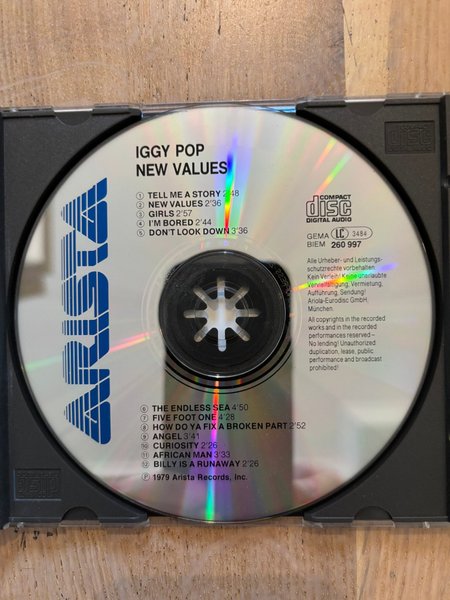 IGGY POP
NEW VALUES
1 TELL ME A STORY 2'48
2 NEW VALUES 2'36
3 GIRLS 2'57
4 I'M BORED 2'44
5 DON'T LOOK DOWN 3'36
ARISTA
COMPACT
disc
DIGITAL AUDIO
GEMA LC 3484
BIEM 260 997
Alle Urheber- und Leistungs-
schutzrechte vorbehalten.
Kein Verleih! Keine unerlaubte
Vervielfältigung, Vermietung,
Aufführung, Sendung!
Ariola-Eurodisc GmbH,
München.
All copyrights in the recorded
works and in the recorded
performances reserved–
No lending! Unauthorized
duplication, lease, public
performance and broadcast
prohibited!
6 THE ENDLESS SEA 4'50
7 FIVE FOOT ONE 4'28
8 HOW DO YA FIX A BROKEN PART 2'52
9 ANGEL 3'41
10 CURIOSITY 2'26
11 AFRICAN MAN 3'33
12 BILLY IS A RUNAWAY 2'26
℗ 1979 Arista Records, Inc.